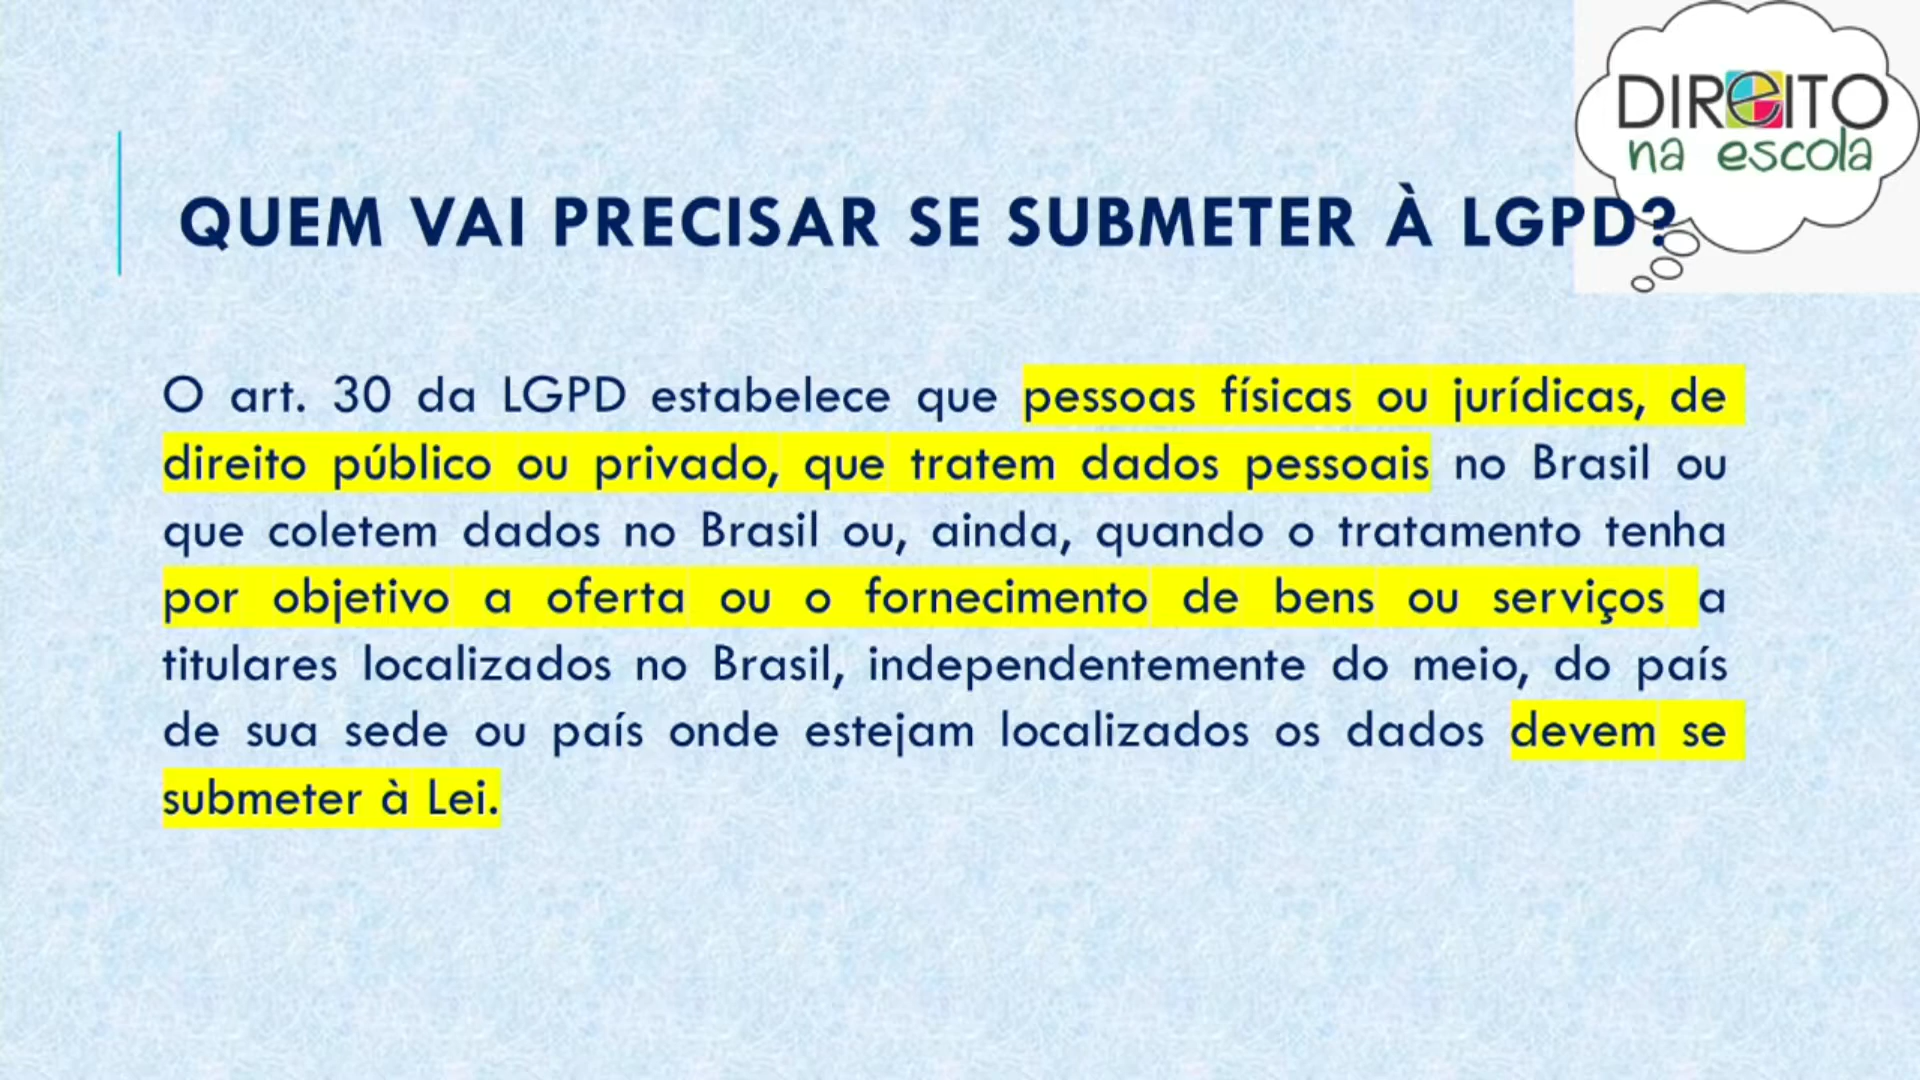 DIREITO
na escola
QUEM VAI PRECISAR SE SUBMETER À LGPD?
O art. 30 da LGPD estabelece que pessoas físicas ou jurídicas, de
direito público ou privado, que tratem dados pessoais no Brasil ou
que coletem dados no Brasil ou, ainda, quando o tratamento tenha
por objetivo a oferta ou o fornecimento de bens ou serviços a
titulares localizados no Brasil, independentemente do meio, do país
de sua sede ou país onde estejam localizados os dados devem se
submeter à Lei.